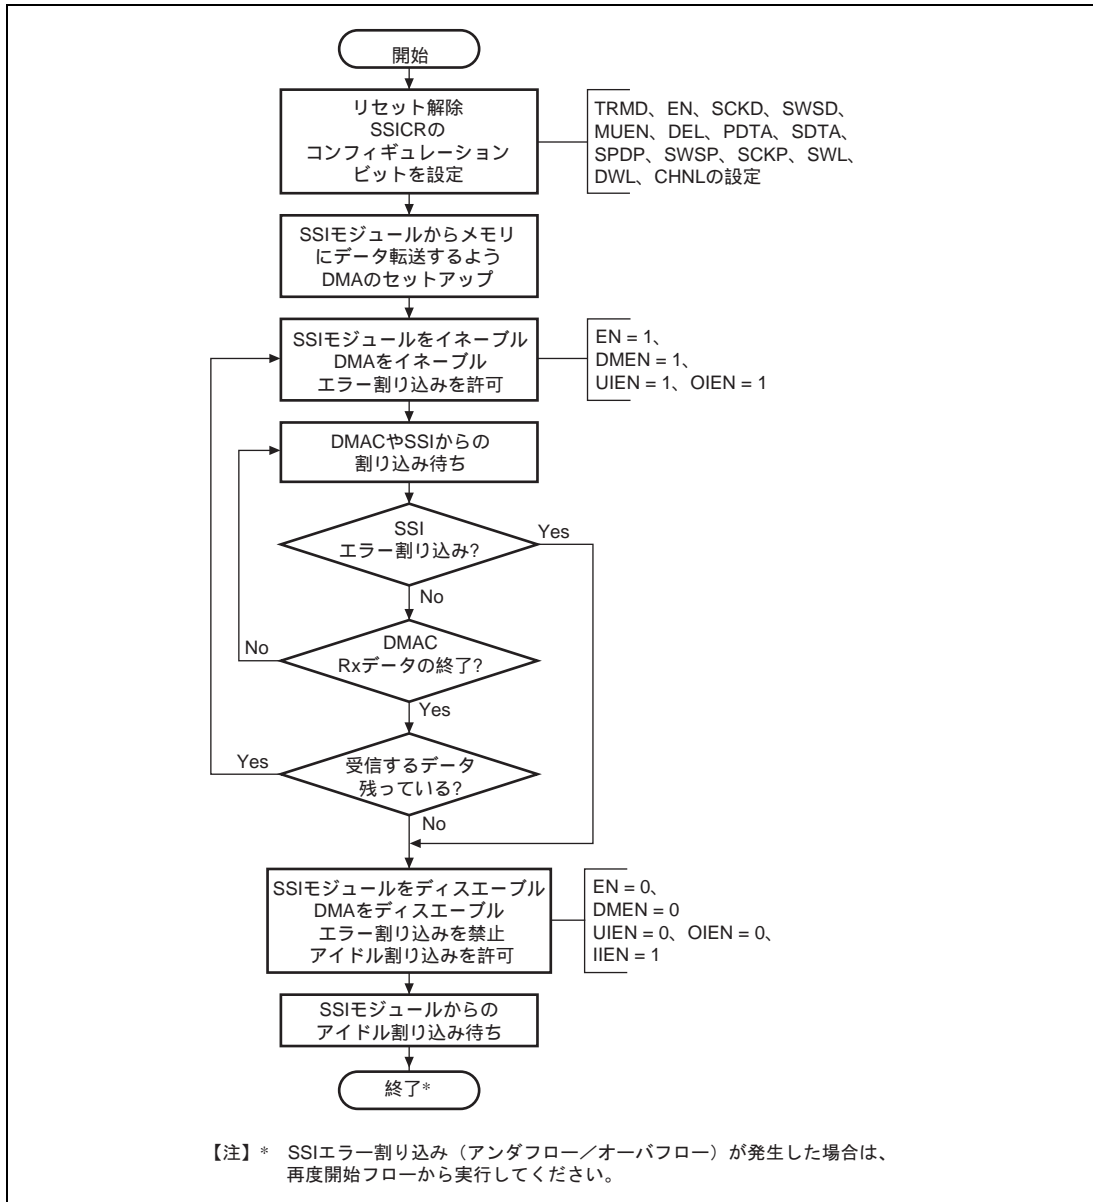 開始
リセット解除
SSICRの
コンフィギュレーション
ビットを設定
TRMD、EN、SCKD、SWSD、
MUEN、DEL、PDTA、SDTA、
SPDP、SWSP、SCKP、SWL、
DWL、CHNLの設定
SSIモジュールからメモリ
にデータ転送するよう
DMAのセットアップ
SSIモジュールをイネーブル
DMAをイネーブル
エラー割り込みを許可
EN = 1、
DMEN = 1、
UIEN = 1、OIEN = 1
DMACやSSIからの
割り込み待ち
SSI
エラー割り込み?
Yes
No
DMAC
Rxデータの終了?
No
Yes
受信するデータ
残っている?
Yes
No
SSIモジュールをディスエーブル
DMAをディスエーブル
エラー割り込みを禁止
アイドル割り込みを許可
EN = 0、
DMEN = 0
UIEN = 0、OIEN = 0、
IIEN = 1
SSIモジュールからの
アイドル割り込み待ち
終了*
【注】* SSIエラー割り込み（アンダフロー／オーバフロー）が発生した場合は、
再度開始フローから実行してください。